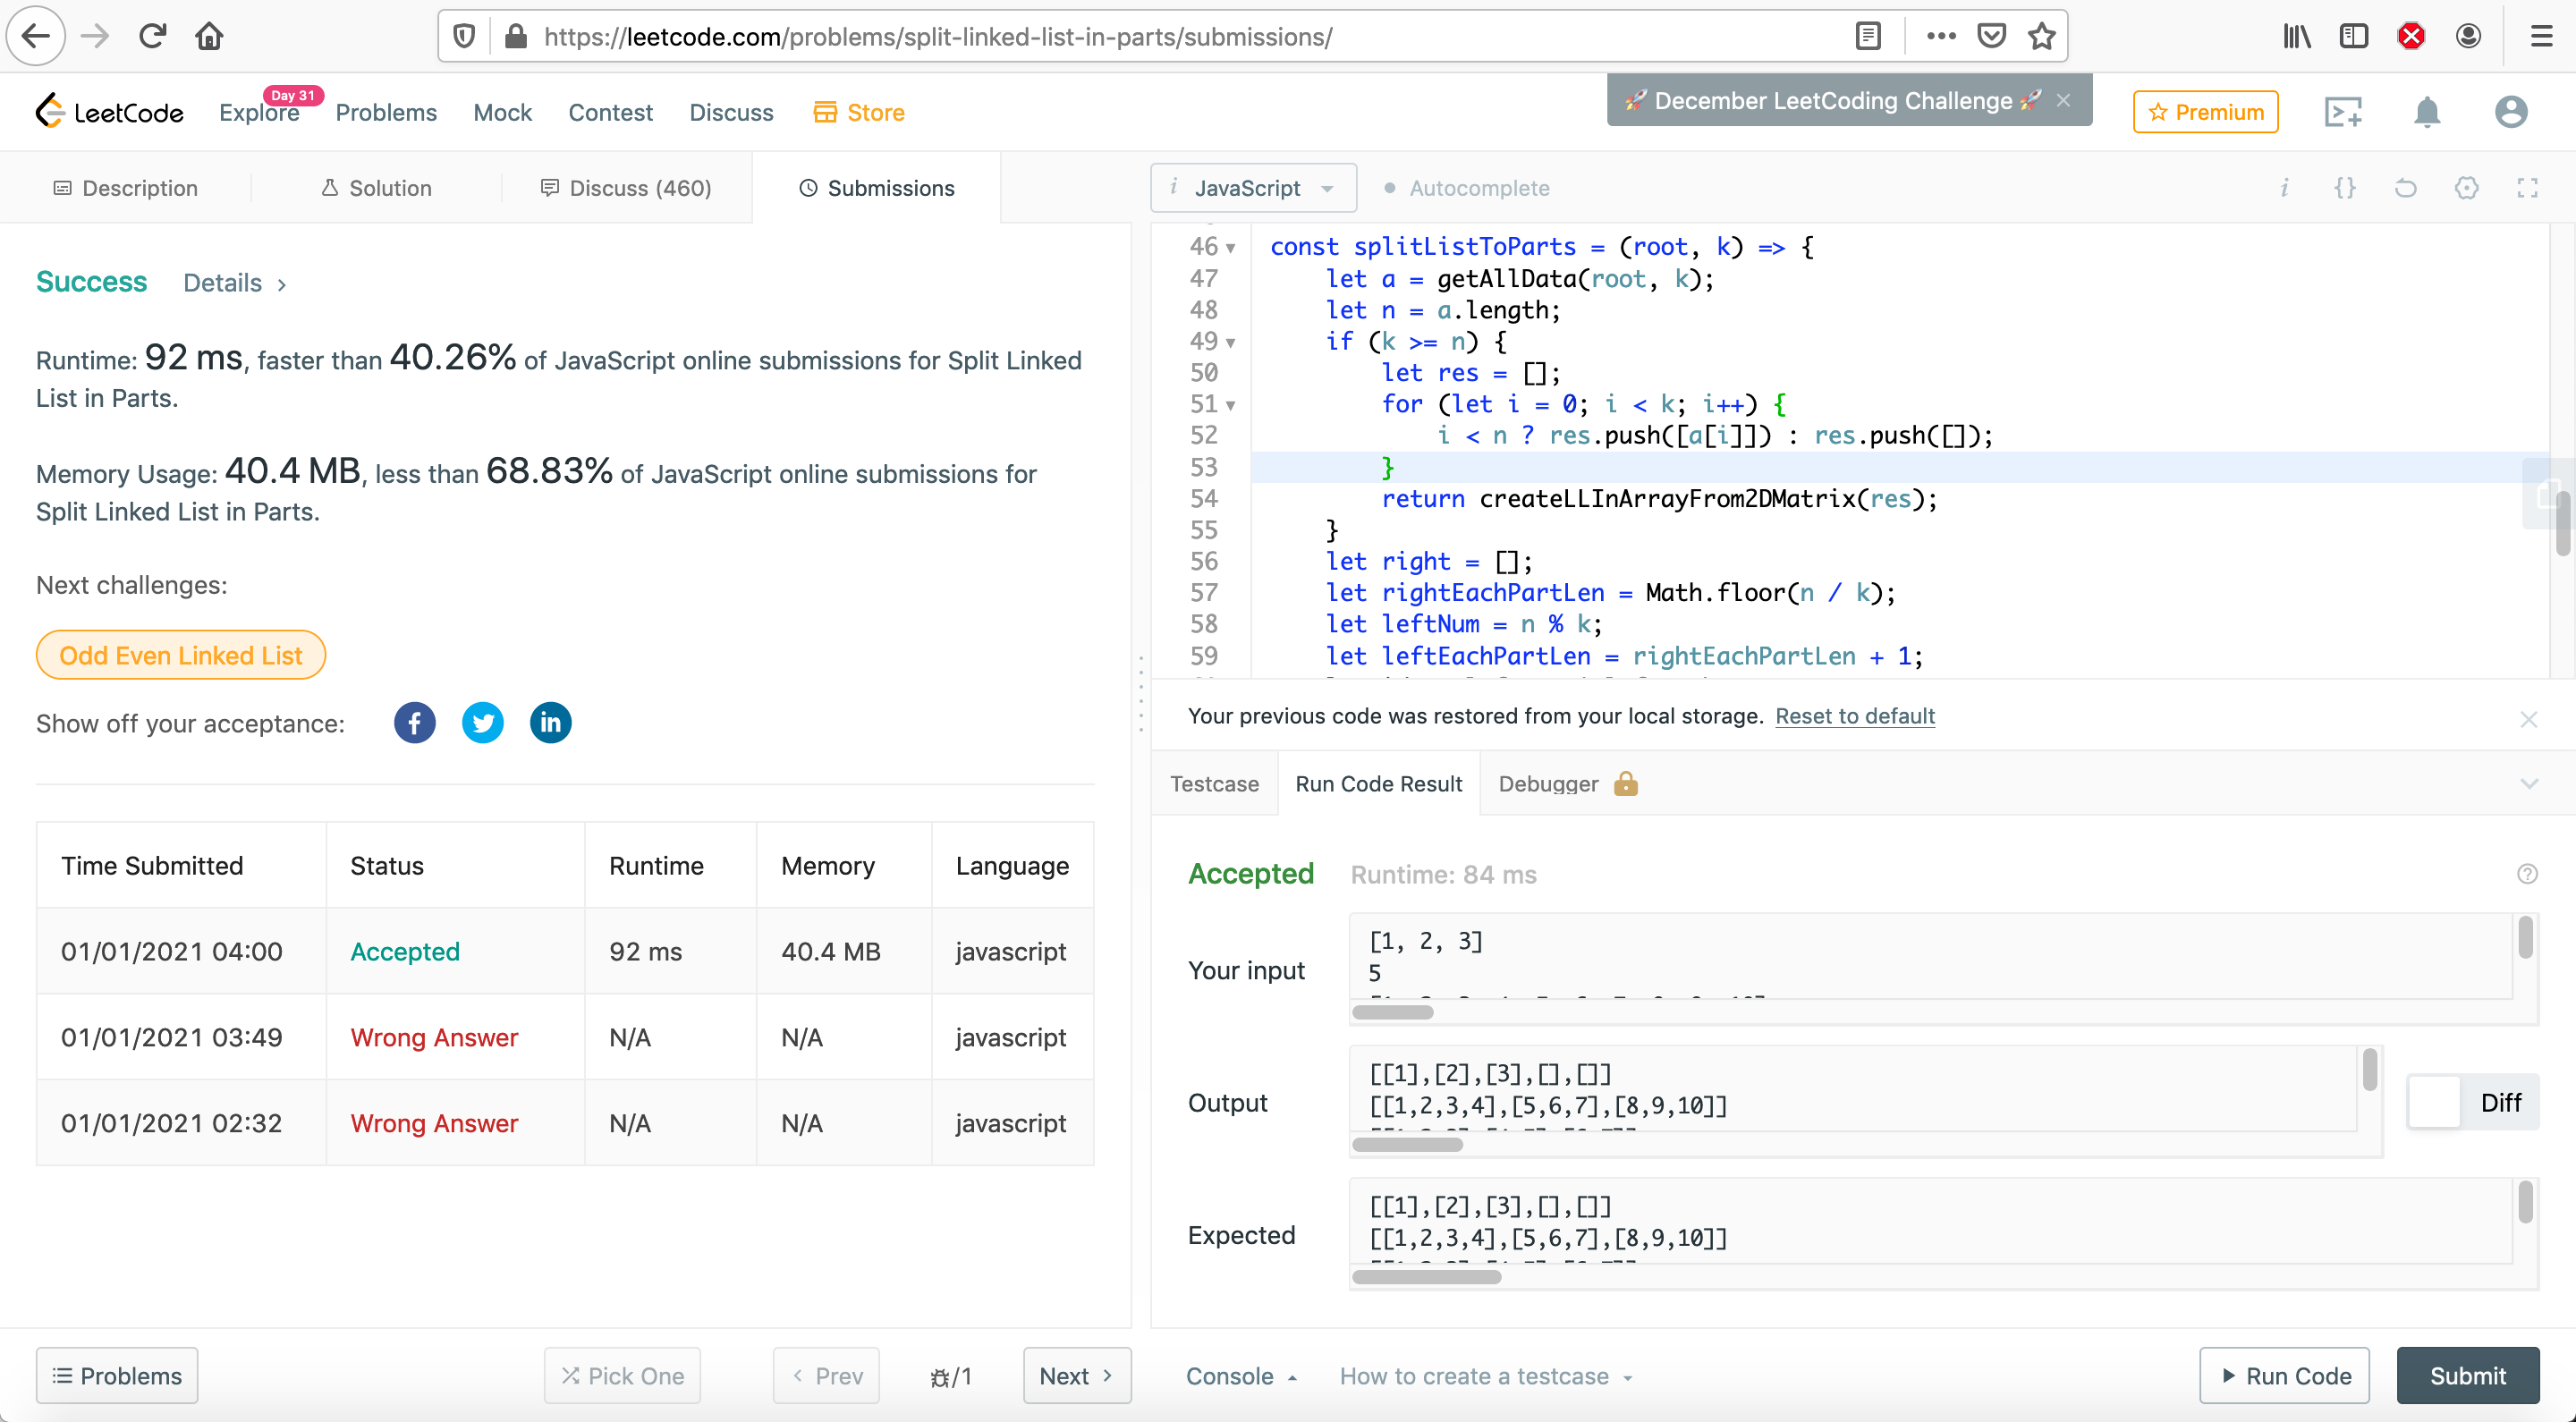 https://leetcode.com/problems/split-linked-list-in-parts/submissions/
LeetCode
Explore
Day 31
Problems
Mock
Contest
Discuss
Store
🚀 December LeetCoding Challenge 🚀
Premium
Description
Solution
Discuss (460)
Submissions
i JavaScript
Autocomplete
i {}
Success
Details
Runtime: 92 ms, faster than 40.26% of JavaScript online submissions for Split Linked
List in Parts.
Memory Usage: 40.4 MB, less than 68.83% of JavaScript online submissions for
Split Linked List in Parts.
Next challenges:
Odd Even Linked List
Show off your acceptance:
Time Submitted Status Runtime Memory Language
01/01/2021 04:00 Accepted 92 ms 40.4 MB javascript
01/01/2021 03:49 Wrong Answer N/A N/A javascript
01/01/2021 02:32 Wrong Answer N/A N/A javascript
46 const splitListToParts = (root, k) => {
47 let a = getAllData(root, k);
48 let n = a.length;
49 if (k >= n) {
50 let res = [];
51 for (let i = 0; i < k; i++) {
52 i < n ? res.push([a[i]]) : res.push([]);
53 }
54 return createLLInArrayFrom2DMatrix(res);
55 }
56 let right = [];
57 let rightEachPartLen = Math.floor(n / k);
58 let leftNum = n % k;
59 let leftEachPartLen = rightEachPartLen + 1;
Your previous code was restored from your local storage. Reset to default
Testcase
Run Code Result
Debugger
Accepted
Runtime: 84 ms
Your input
[1, 2, 3]
5
Output
[[1],[2],[3],[],[]]
[[1,2,3,4],[5,6,7],[8,9,10]]
Diff
Expected
[[1],[2],[3],[],[]]
[[1,2,3,4],[5,6,7],[8,9,10]]
Problems
Pick One
Prev
/1
Next
Console
How to create a testcase
Run Code
Submit